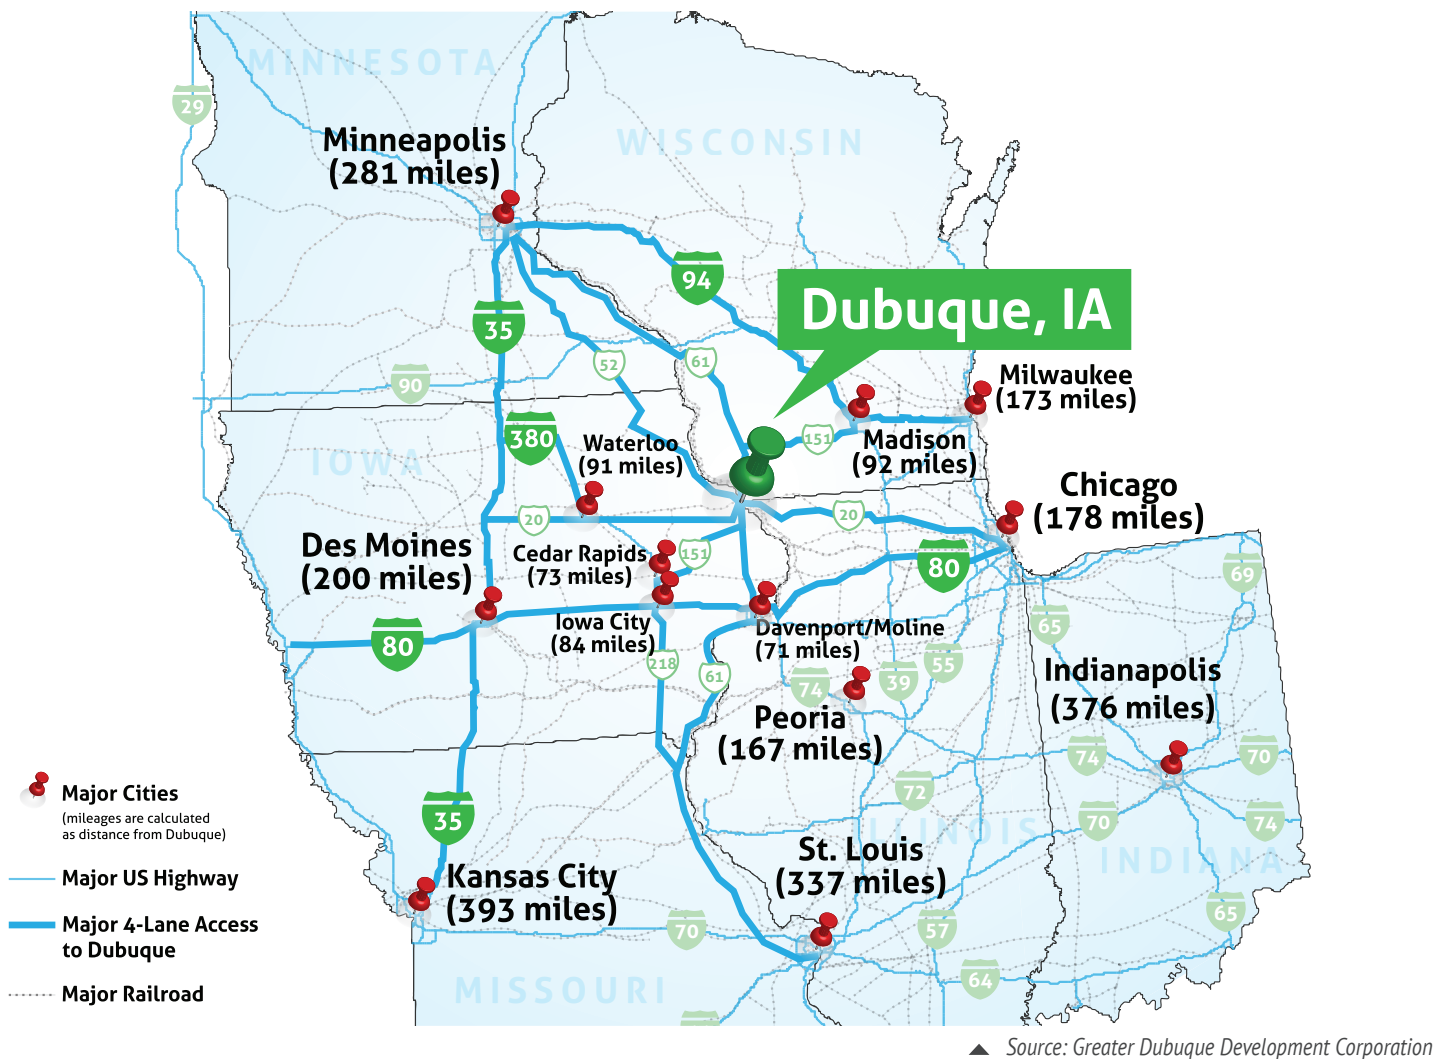 MINNESOTA
29
WISCONSIN
Minneapolis
(281 miles)
94
Dubuque, IA
35
52
61
90
Milwaukee
(173 miles)
380
Waterloo
(91 miles)
151
Madison
(92 miles)
IOWA
Chicago
(178 miles)
20
20
Des Moines
(200 miles)
Cedar Rapids
(73 miles)
151
80
69
Iowa City
(84 miles)
Davenport/Moline
(71 miles)
65
80
218
61
74
39
55
Indianapolis
(376 miles)
Peoria
(167 miles)
74
70
72
70
74
35
ILLINOIS
INDIANA
St. Louis
(337 miles)
Kansas City
(393 miles)
65
70
57
64
MISSOURI
Major Cities
(mileages are calculated
as distance from Dubuque)
Major US Highway
Major 4-Lane Access
to Dubuque
Major Railroad
Source: Greater Dubuque Development Corporation